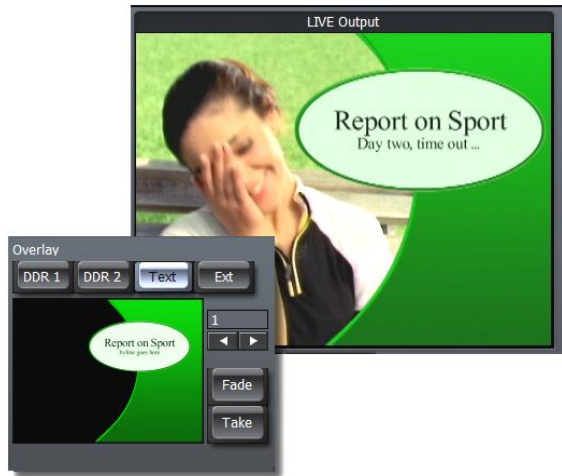 LIVE Output
Report on Sport
Day two, time out ...
Overlay
DDR 1 DDR 2 Text Ext
1
Report on Sport
byline goes here
Fade
Take